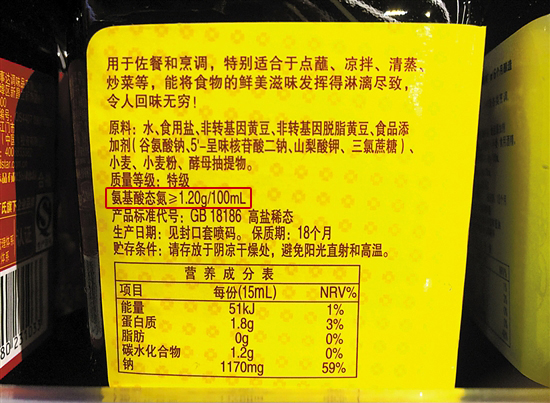 用于佐餐和烹调，特别适合于点蘸、凉拌、清蒸、
炒菜等，能将食物的鲜美滋味发挥得淋漓尽致，
令人回味无穷！
原料：水、食用盐、非转基因黄豆、非转基因脱脂黄豆、食品添
加剂（谷氨酸钠、5'-呈味核苷酸二钠、山梨酸钾、三氯蔗糖）、
小麦、小麦粉、酵母抽提物。
质量等级：特级
氨基酸态氮≥1.20g/100mL
产品标准代号：GB 18186 高盐稀态
生产日期：见封口套喷码。 保质期：18个月
贮存条件：请存放于阴凉干燥处，避免阳光直射和高温。
营养成分表
项目 每份(15mL) NRV%
能量 51kJ 1%
蛋白质 1.8g 3%
脂肪 0g 0%
碳水化合物 1.2g 0%
钠 1170mg 59%